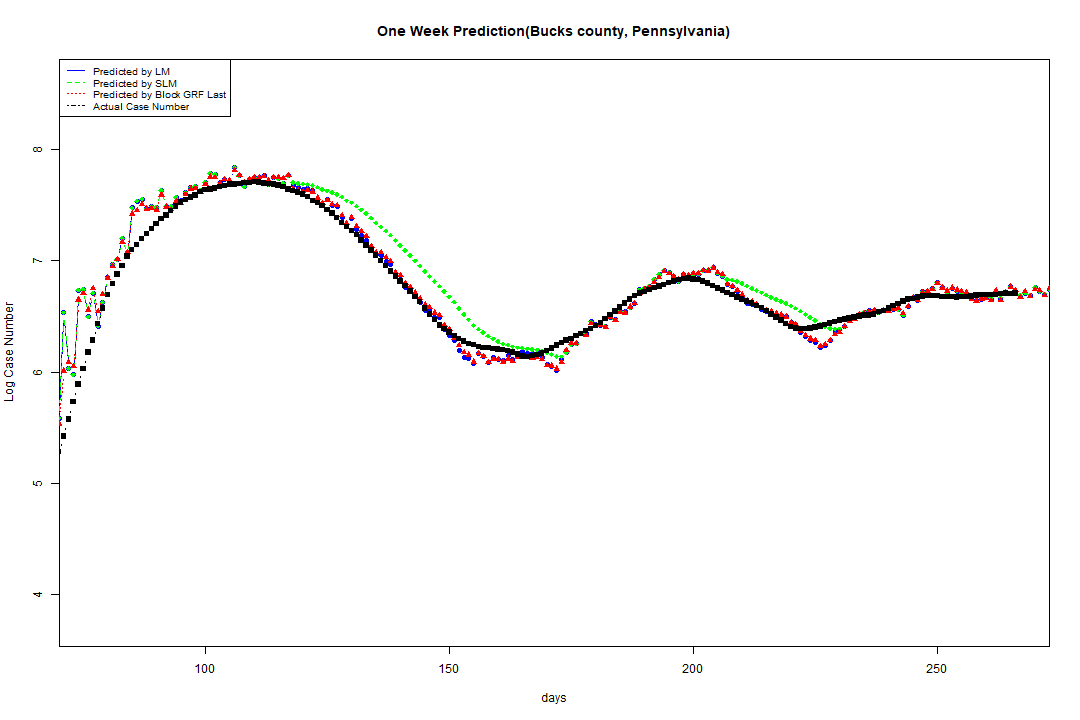 One Week Prediction(Bucks county, Pennsylvania)
Predicted by LM
Predicted by SLM
Predicted by Block GRF Last
Actual Case Number
8
7
6
5
4
Log Case Number
100 150 200 250
days